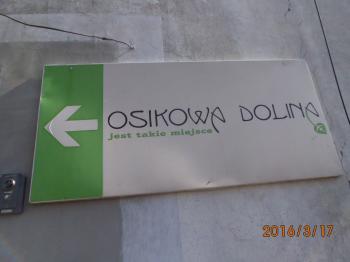 OSIKOWA DOLINA
jest takie miejsce
2016/3/17